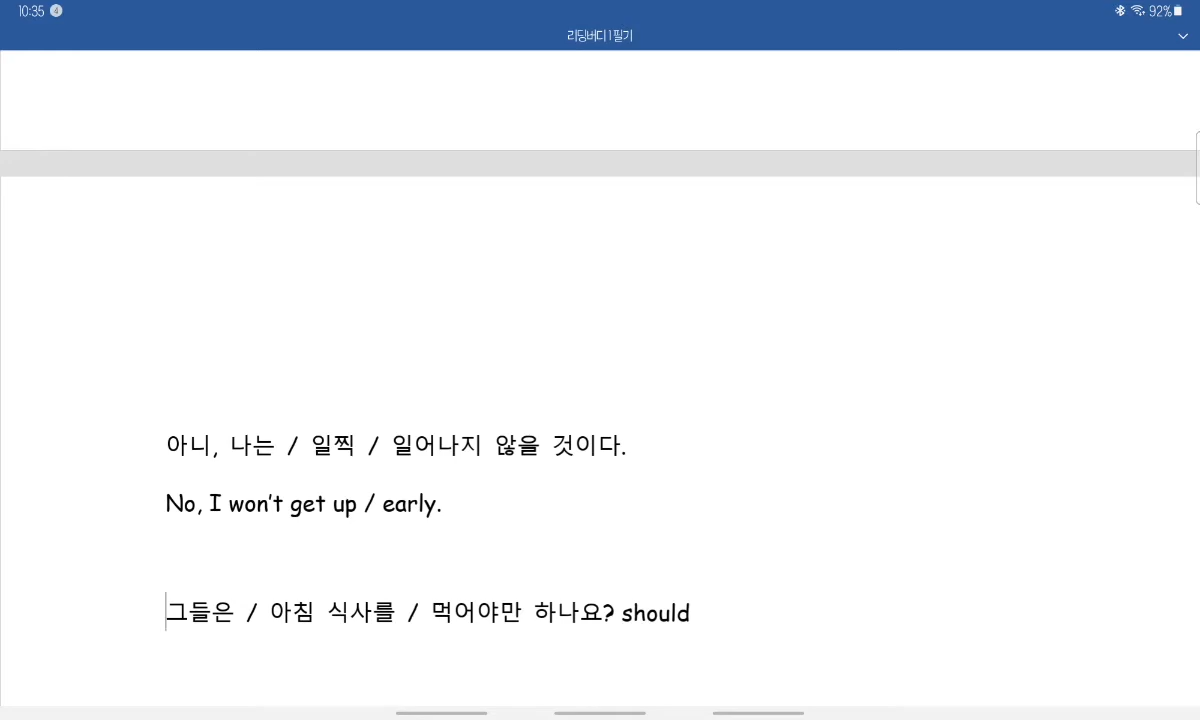 10:35 4
92%
리딩버디 1 필기
아니, 나는 / 일찍 / 일어나지 않을 것이다.
No, I won't get up / early.
그들은 / 아침 식사를 / 먹어야만 하나요? should